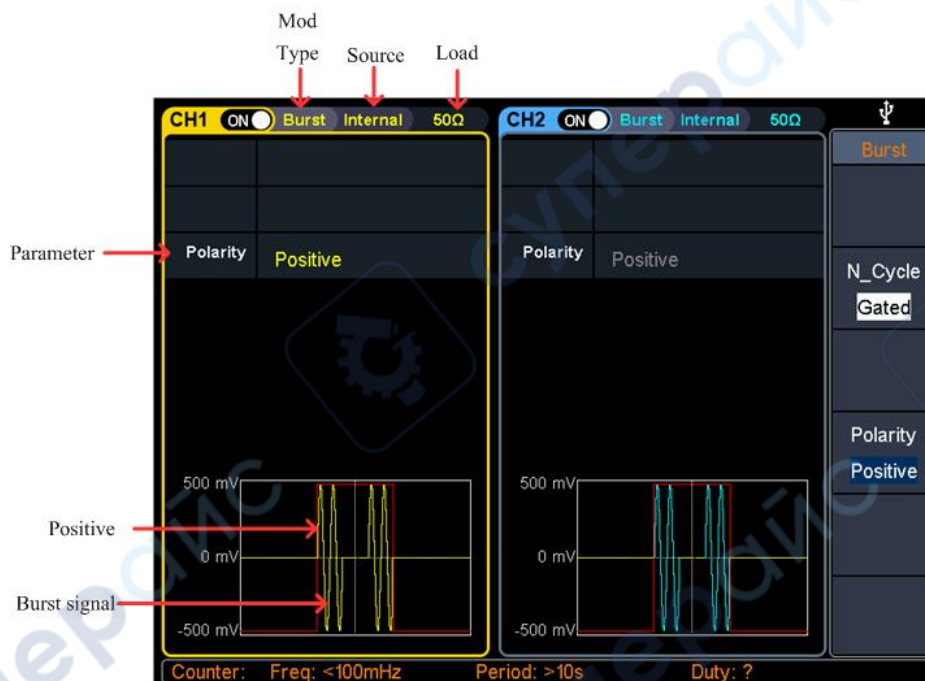 Mod
Type
Source
Load
CH1 ON Burst Internal 50Ω
CH2 ON Burst Internal 50Ω
Burst
Parameter
Polarity
Positive
Polarity
Positive
N_Cycle
Gated
Polarity
Positive
500 mV
0 mV
-500 mV
500 mV
0 mV
-500 mV
Positive
Burst signal
Counter: Freq: <100mHz Period: >10s Duty: ?
суперайс